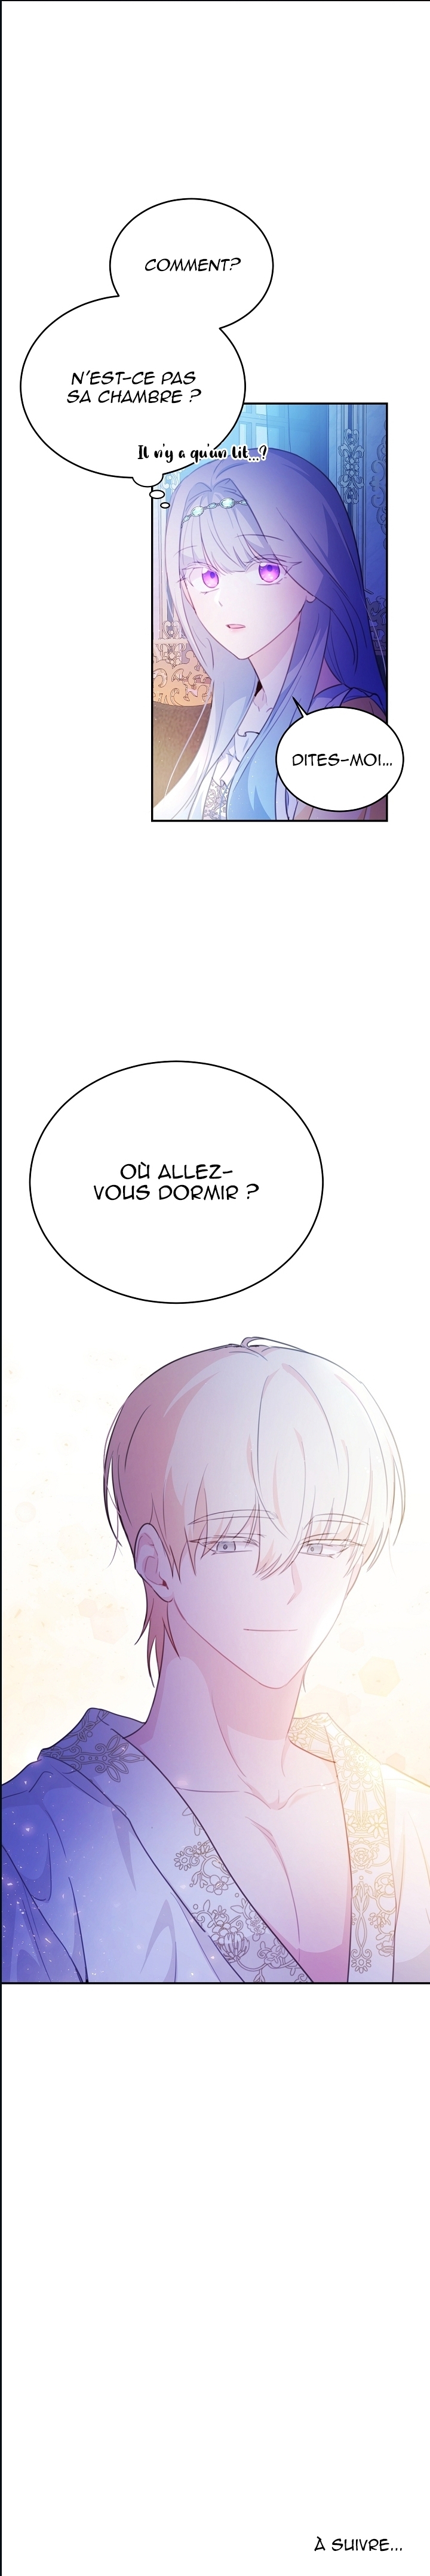 COMMENT?
N'EST-CE PAS
SA CHAMBRE ?
Il n'y a qu'un lit...?
DITES-MOI...
OÙ ALLEZ-
VOUS DORMIR ?
À SUIVRE...